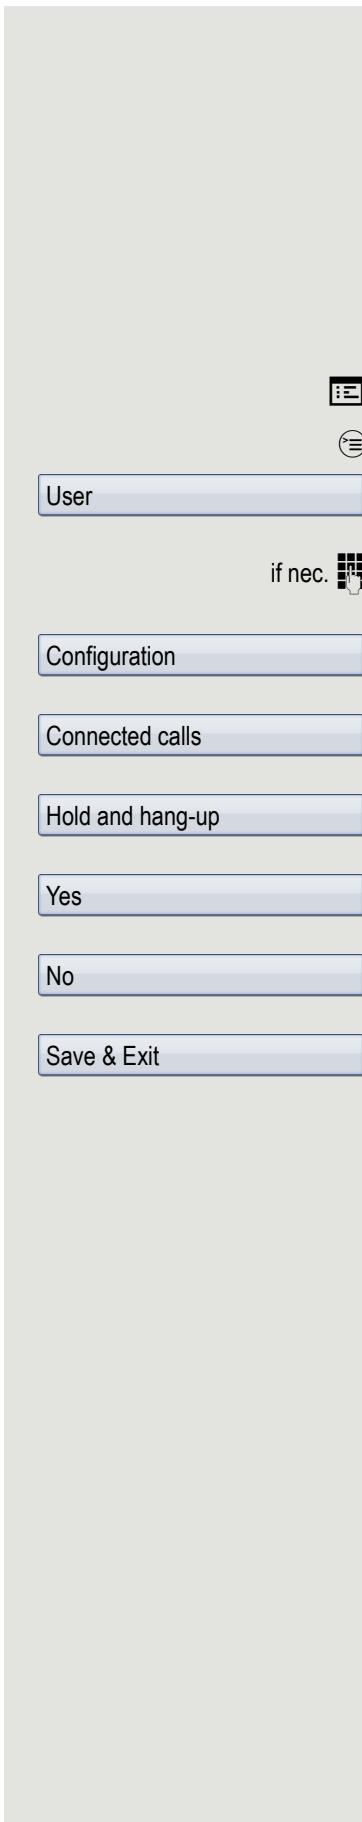 User
if nec.
Configuration
Connected calls
Hold and hang-up
Yes
No
Save & Exit